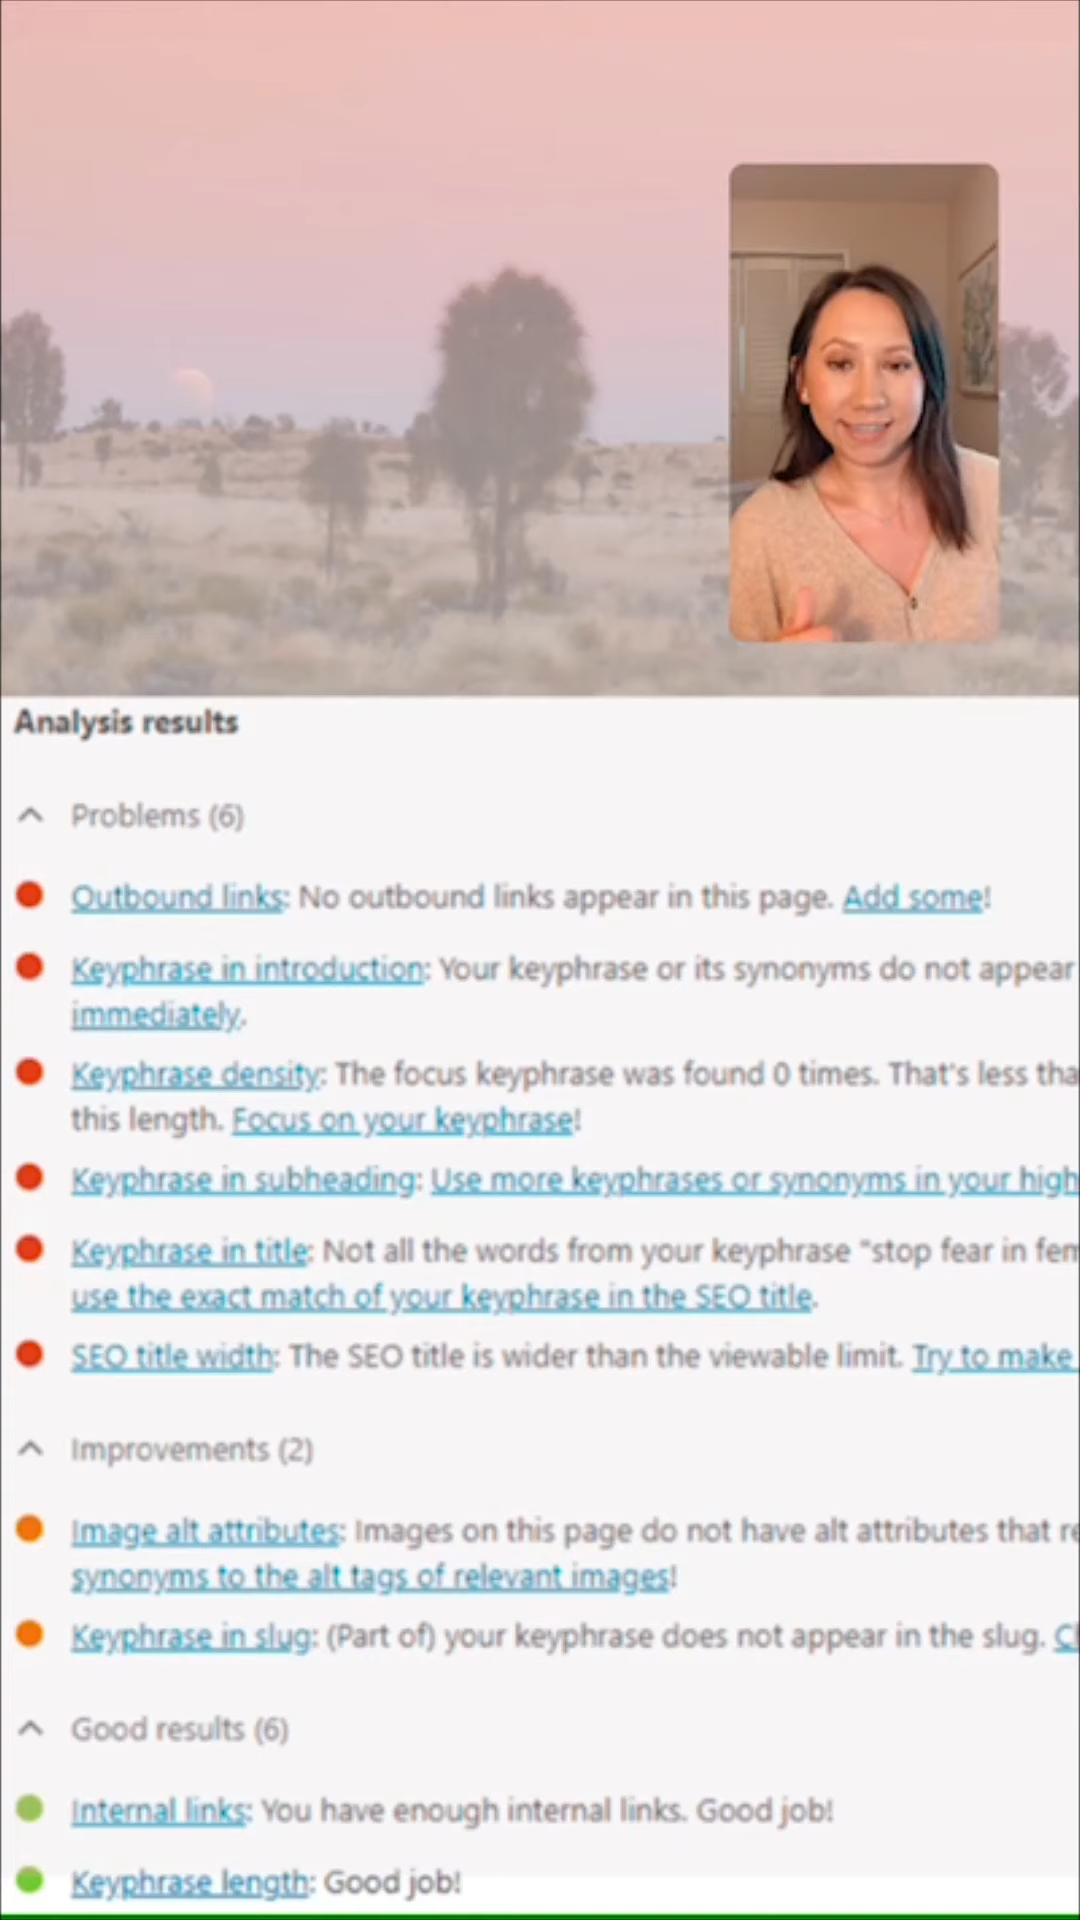 Analysis results
Problems (6)
Outbound links: No outbound links appear in this page. Add some!
Keyphrase in introduction: Your keyphrase or its synonyms do not appear
immediately.
Keyphrase density: The focus keyphrase was found 0 times. That's less tha
this length. Focus on your keyphrase!
Keyphrase in subheading: Use more keyphrases or synonyms in your high
Keyphrase in title: Not all the words from your keyphrase "stop fear in fem
use the exact match of your keyphrase in the SEO title.
SEO title width: The SEO title is wider than the viewable limit. Try to make
Improvements (2)
Image alt attributes: Images on this page do not have alt attributes that re
synonyms to the alt tags of relevant images!
Keyphrase in slug: (Part of) your keyphrase does not appear in the slug. Cl
Good results (6)
Internal links: You have enough internal links. Good job!
Keyphrase length: Good job!